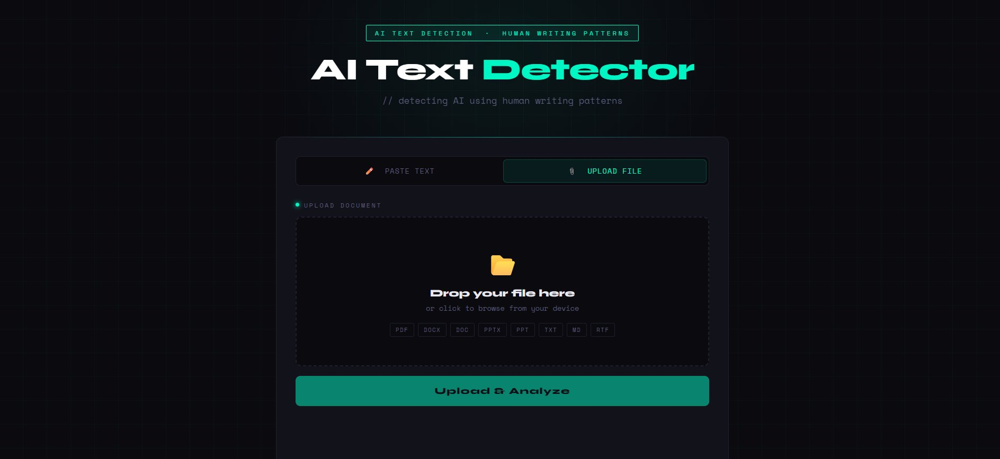 AI TEXT DETECTION · HUMAN WRITING PATTERNS
AI Text Detector
// detecting AI using human writing patterns
PASTE TEXT
UPLOAD FILE
UPLOAD DOCUMENT
Drop your file here
or click to browse from your device
PDF DOCX DOC PPTX PPT TXT MD RTF
Upload & Analyze